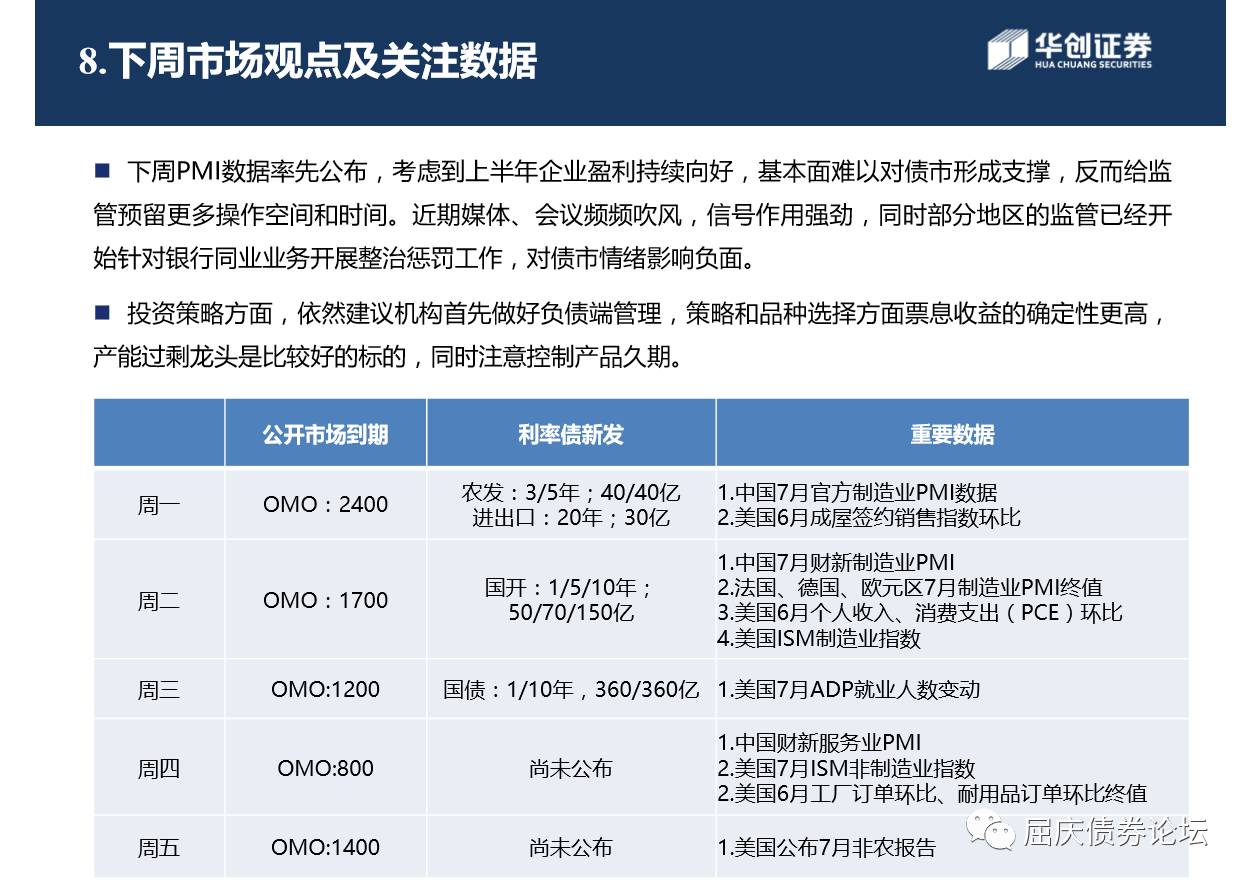 8.下周市场观点及关注数据
华创证券
HUA CHUANG SECURITIES
■ 下周PMI数据率先公布，考虑到上半年企业盈利持续向好，基本面难以对债市形成支撑，反而给监
管预留更多操作空间和时间。近期媒体、会议频频吹风，信号作用强劲，同时部分地区的监管已经开
始针对银行同业业务开展整治惩罚工作，对债市情绪影响负面。
■ 投资策略方面，依然建议机构首先做好负债端管理，策略和品种选择方面票息收益的确定性更高，
产能过剩龙头是比较好的标的，同时注意控制产品久期。
公开市场到期 利率债新发 重要数据
周一
OMO：2400
农发：3/5年；40/40亿
进出口：20年；30亿
1.中国7月官方制造业PMI数据
2.美国6月成屋签约销售指数环比
周二
OMO：1700
国开：1/5/10年；
50/70/150亿
1.中国7月财新制造业PMI
2.法国、德国、欧元区7月制造业PMI终值
3.美国6月个人收入、消费支出（PCE）环比
4.美国ISM制造业指数
周三
OMO:1200
国债：1/10年，360/360亿
1.美国7月ADP就业人数变动
周四
OMO:800
尚未公布
1.中国财新服务业PMI
2.美国7月ISM非制造业指数
2.美国6月工厂订单环比、耐用品订单环比终值
周五
OMO:1400
尚未公布
1.美国公布7月非农报告
屈庆债券论坛